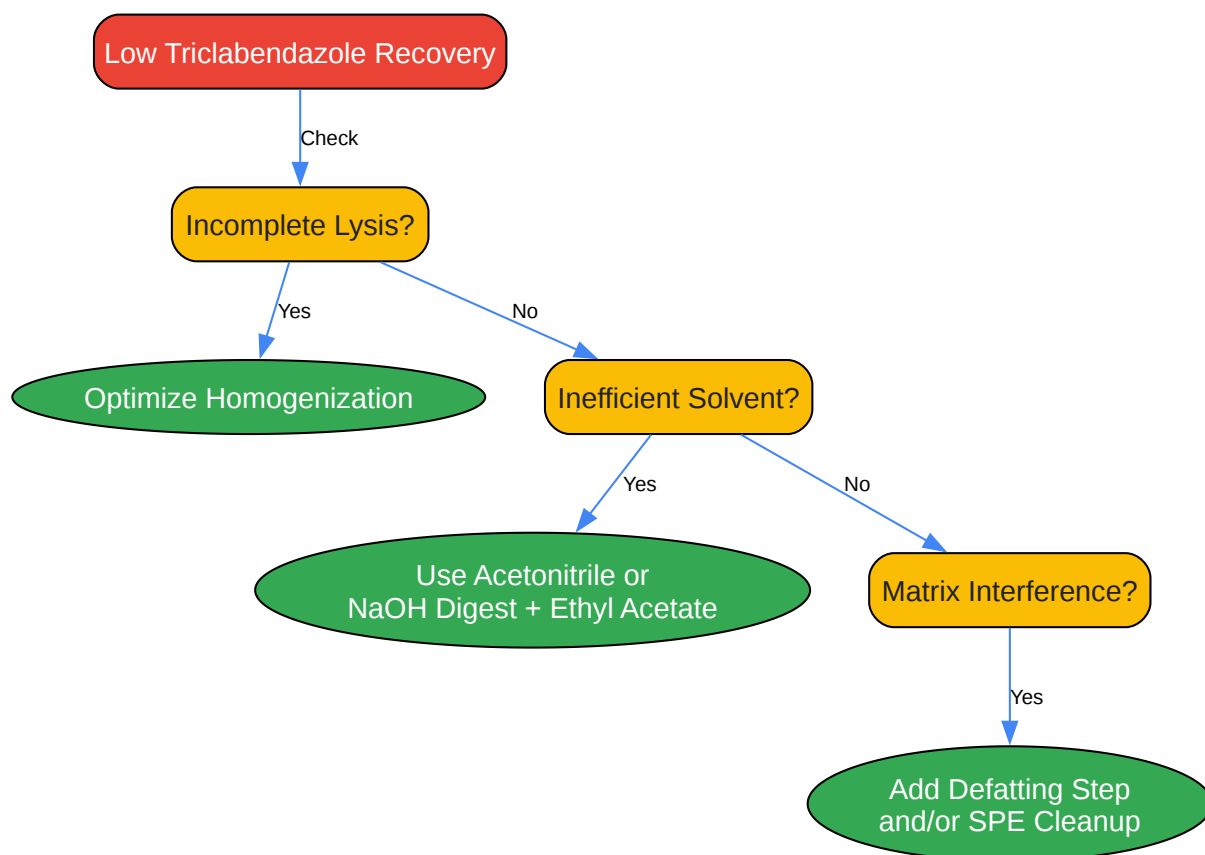 Low Triclabendazole Recovery
Check
Incomplete Lysis?
Yes
No
Optimize Homogenization
Inefficient Solvent?
Yes
No
Use Acetonitrile or
NaOH Digest + Ethyl Acetate
Matrix Interference?
Yes
Add Defatting Step
and/or SPE Cleanup